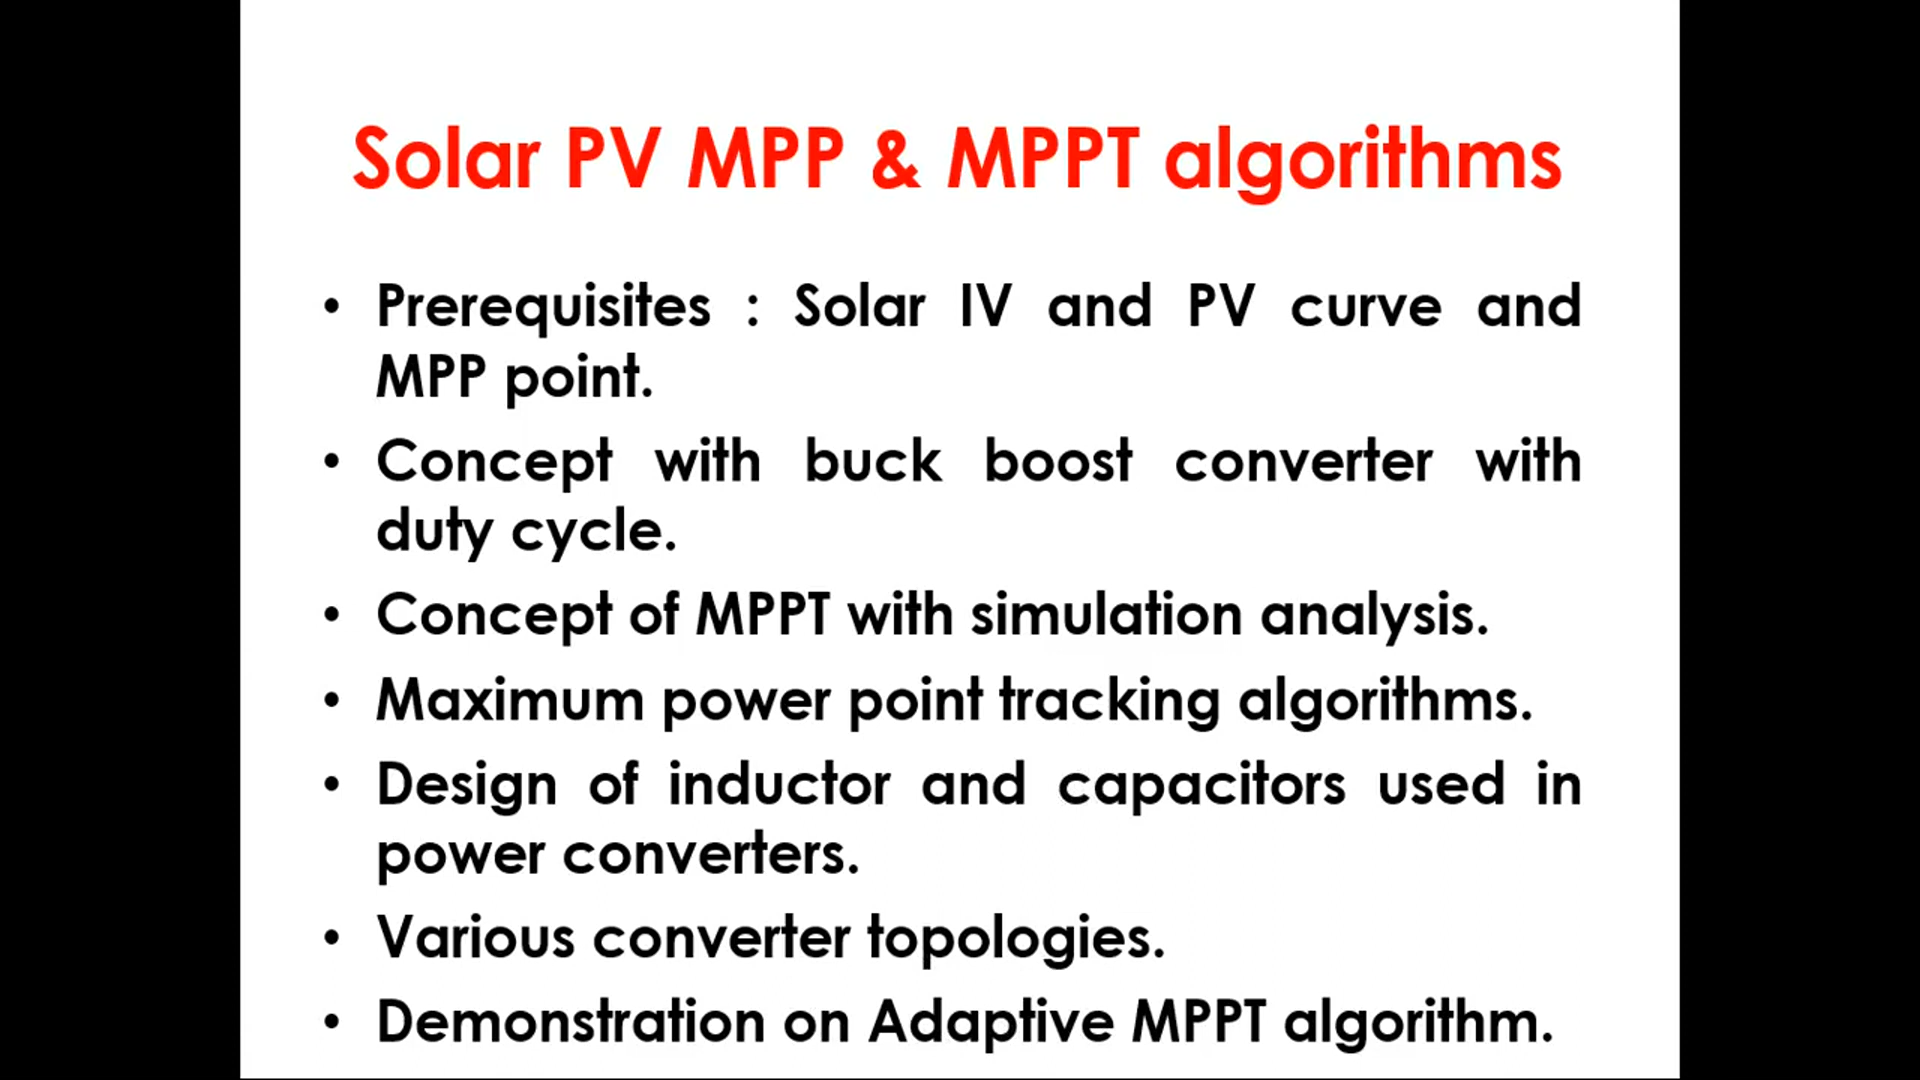 Solar PV MPP & MPPT algorithms
• Prerequisites : Solar IV and PV curve and
MPP point.
• Concept with buck boost converter with
duty cycle.
• Concept of MPPT with simulation analysis.
• Maximum power point tracking algorithms.
• Design of inductor and capacitors used in
power converters.
• Various converter topologies.
• Demonstration on Adaptive MPPT algorithm.